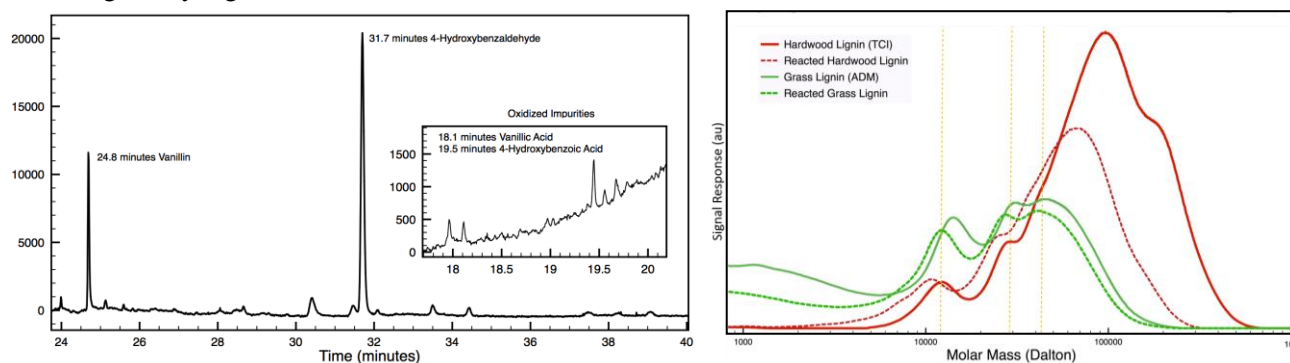 20000
15000
10000
5000
0
24 26 28 30 32 34 36 38 40
Time (minutes)
24.8 minutes Vanillin
31.7 minutes 4-Hydroxybenzaldehyde
Oxidized Impurities
18.1 minutes Vanillic Acid
19.5 minutes 4-Hydroxybenzoic Acid
1500
1000
500
0
18 18.5 19 19.5 20
Hardwood Lignin (TCI)
Reacted Hardwood Lignin
Grass Lignin (ADM)
Reacted Grass Lignin
Signal Response (au)
1000 10000 100000
Molar Mass (Dalton)